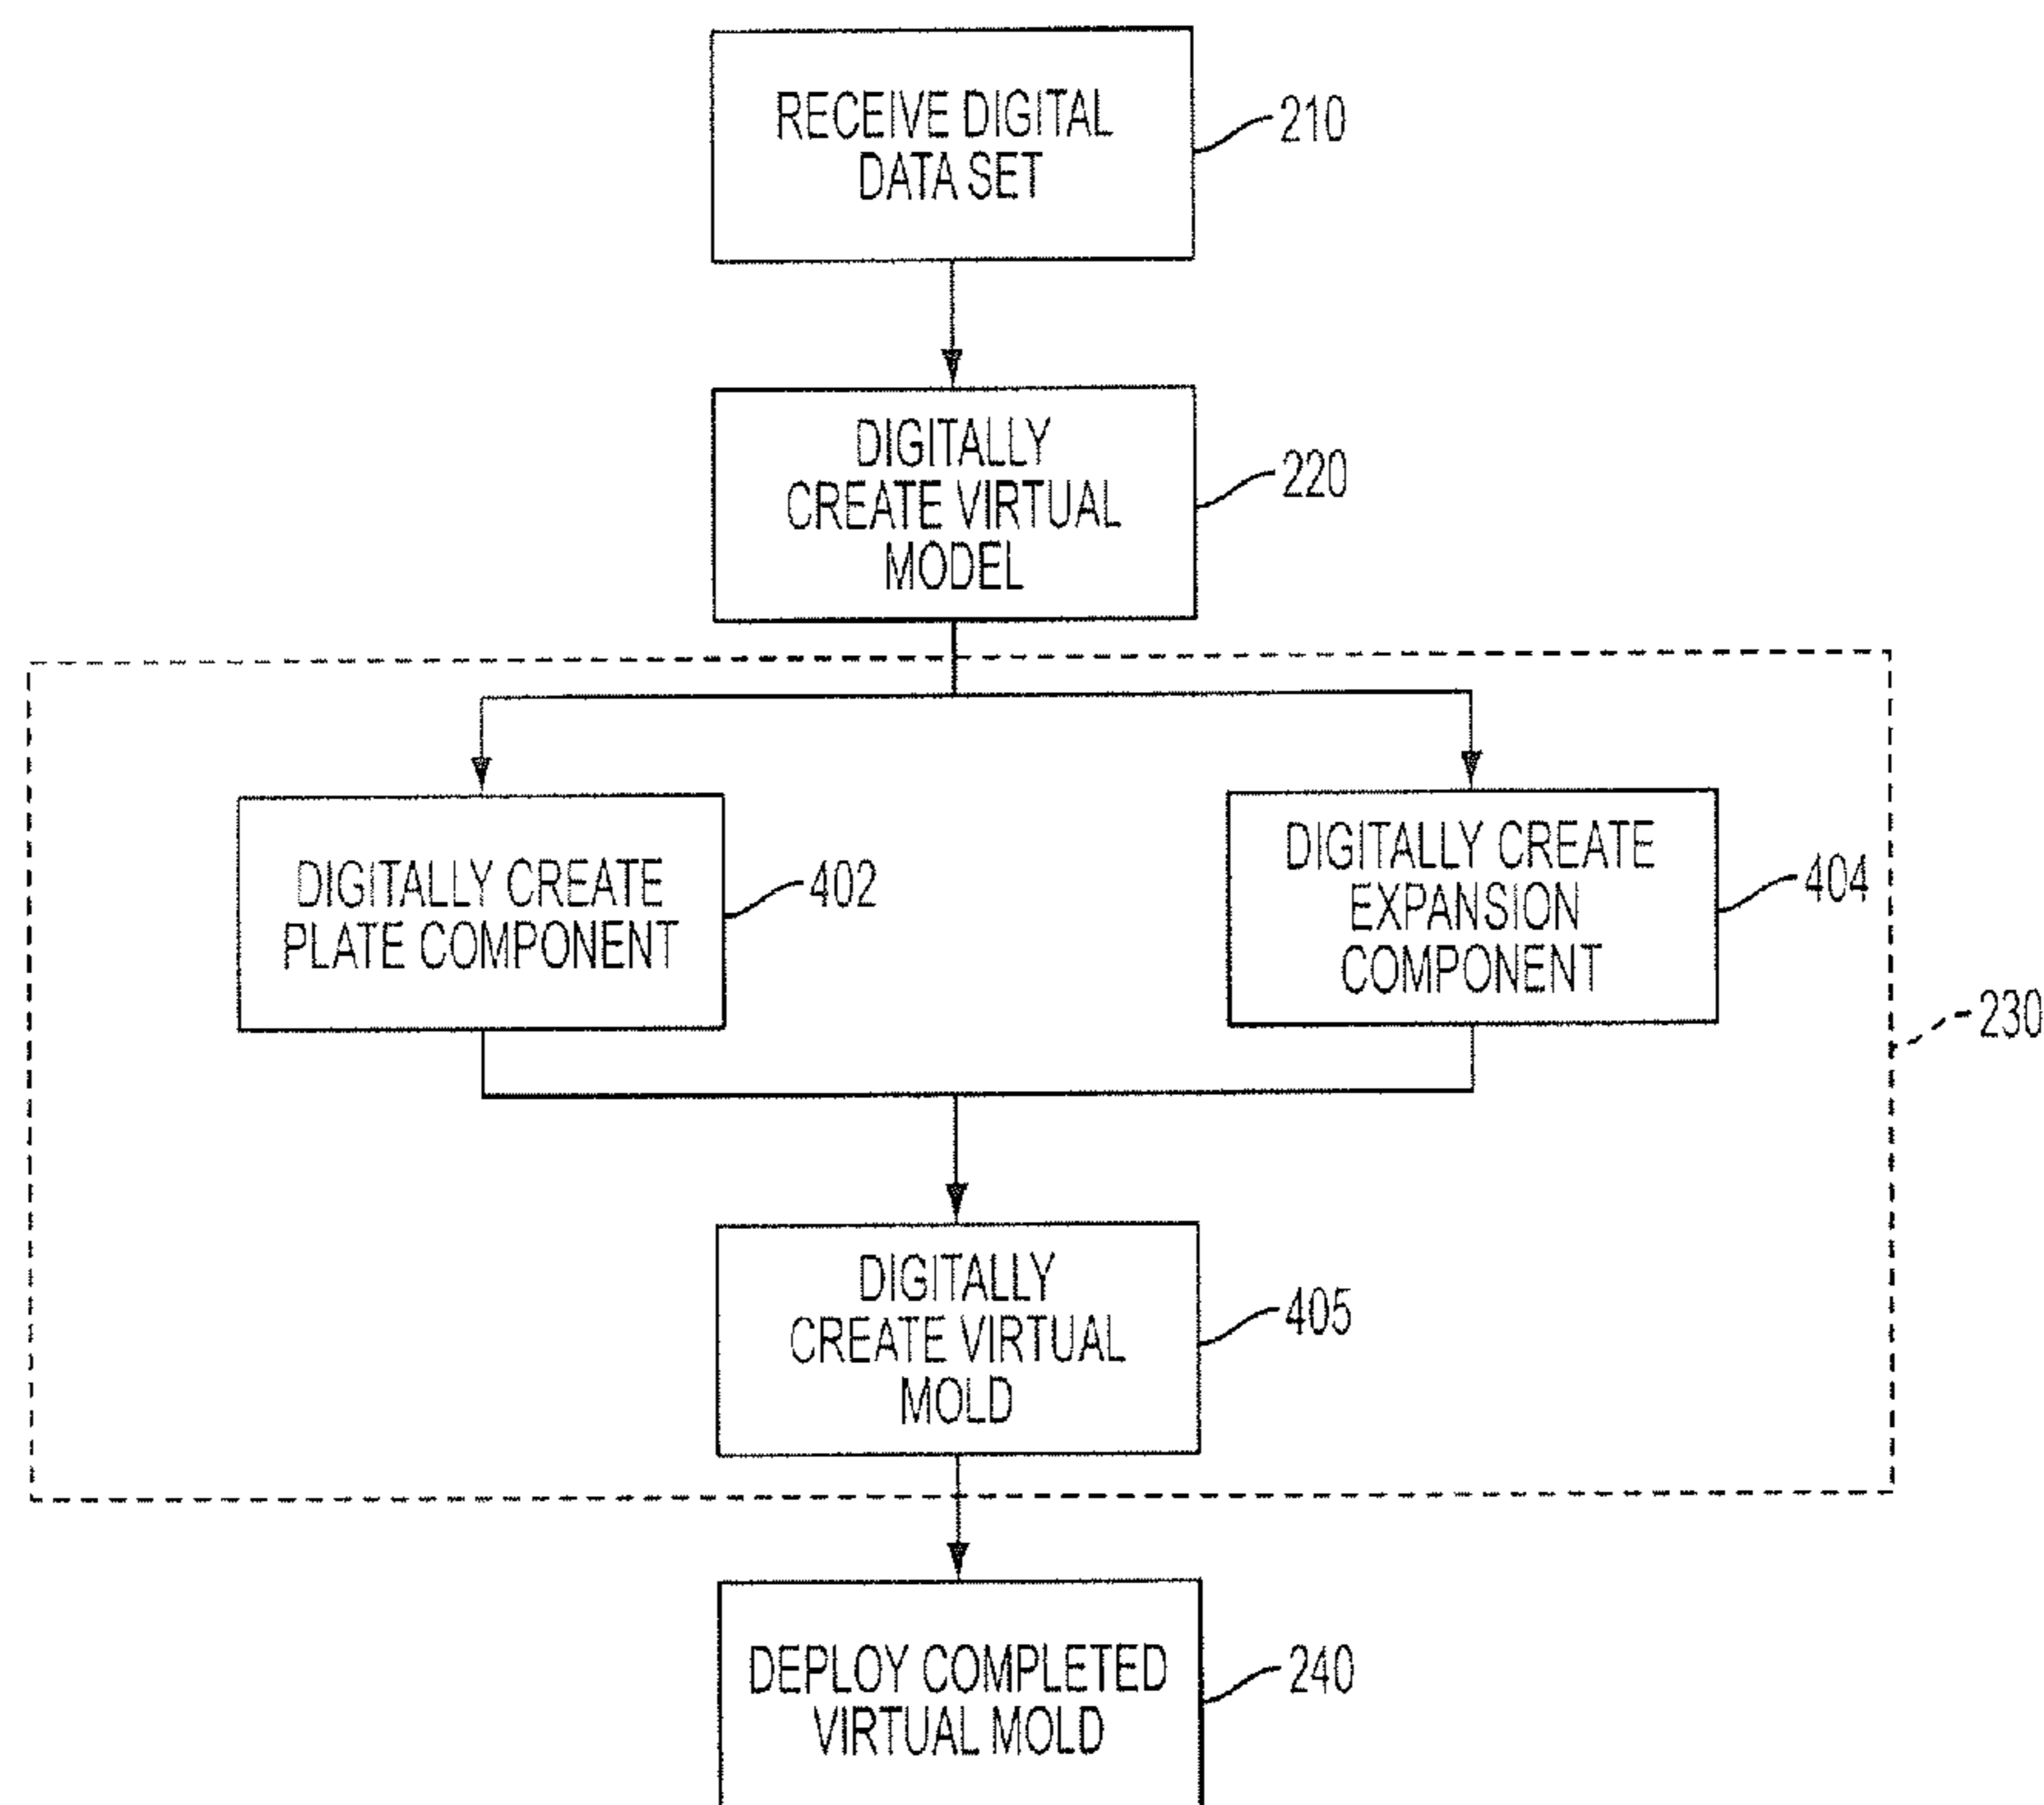 RECEIVE DIGITAL
DATA SET
210
DIGITALLY
CREATE VIRTUAL
MODEL
220
DIGITALLY CREATE
PLATE COMPONENT
402
DIGITALLY CREATE
EXPANSION
COMPONENT
404
230
DIGITALLY
CREATE VIRTUAL
MOLD
405
DEPLOY COMPLETED
VIRTUAL MOLD
240